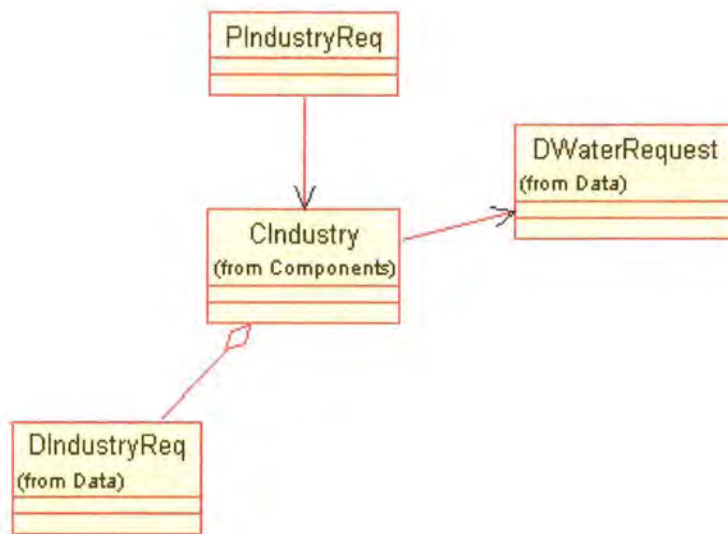 PIndustryReq
DWaterRequest
(from Data)
CIndustry
(from Components)
DIndustryReq
(from Data)